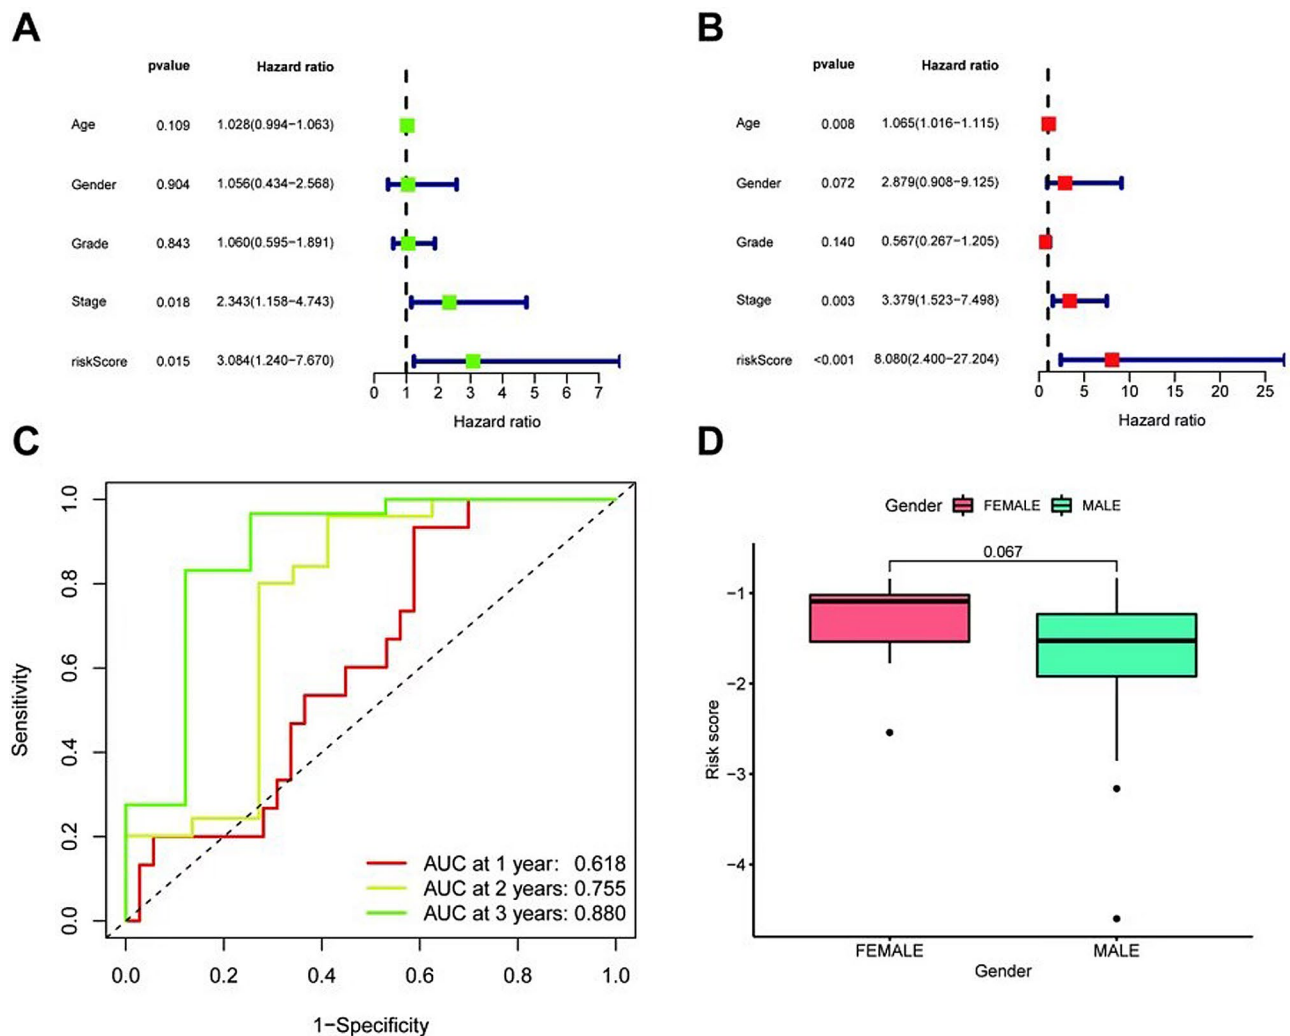 A
pvalue Hazard ratio
Age 0.109 1.028(0.994−1.063)
Gender 0.904 1.056(0.434−2.568)
Grade 0.843 1.060(0.595−1.891)
Stage 0.018 2.343(1.158−4.743)
riskScore 0.015 3.084(1.240−7.670)
0 1 2 3 4 5 6 7
Hazard ratio
B
pvalue Hazard ratio
Age 0.008 1.065(1.016−1.115)
Gender 0.072 2.879(0.908−9.125)
Grade 0.140 0.567(0.267−1.205)
Stage 0.003 3.379(1.523−7.498)
riskScore <0.001 8.080(2.400−27.204)
0 5 10 15 20 25
Hazard ratio
C
Sensitivity
1.0
0.8
0.6
0.4
0.2
0.0
AUC at 1 year: 0.618
AUC at 2 years: 0.755
AUC at 3 years: 0.880
0.0 0.2 0.4 0.6 0.8 1.0
1−Specificity
D
Gender FEMALE MALE
0.067
Risk score
−1
−2
−3
−4
FEMALE MALE
Gender